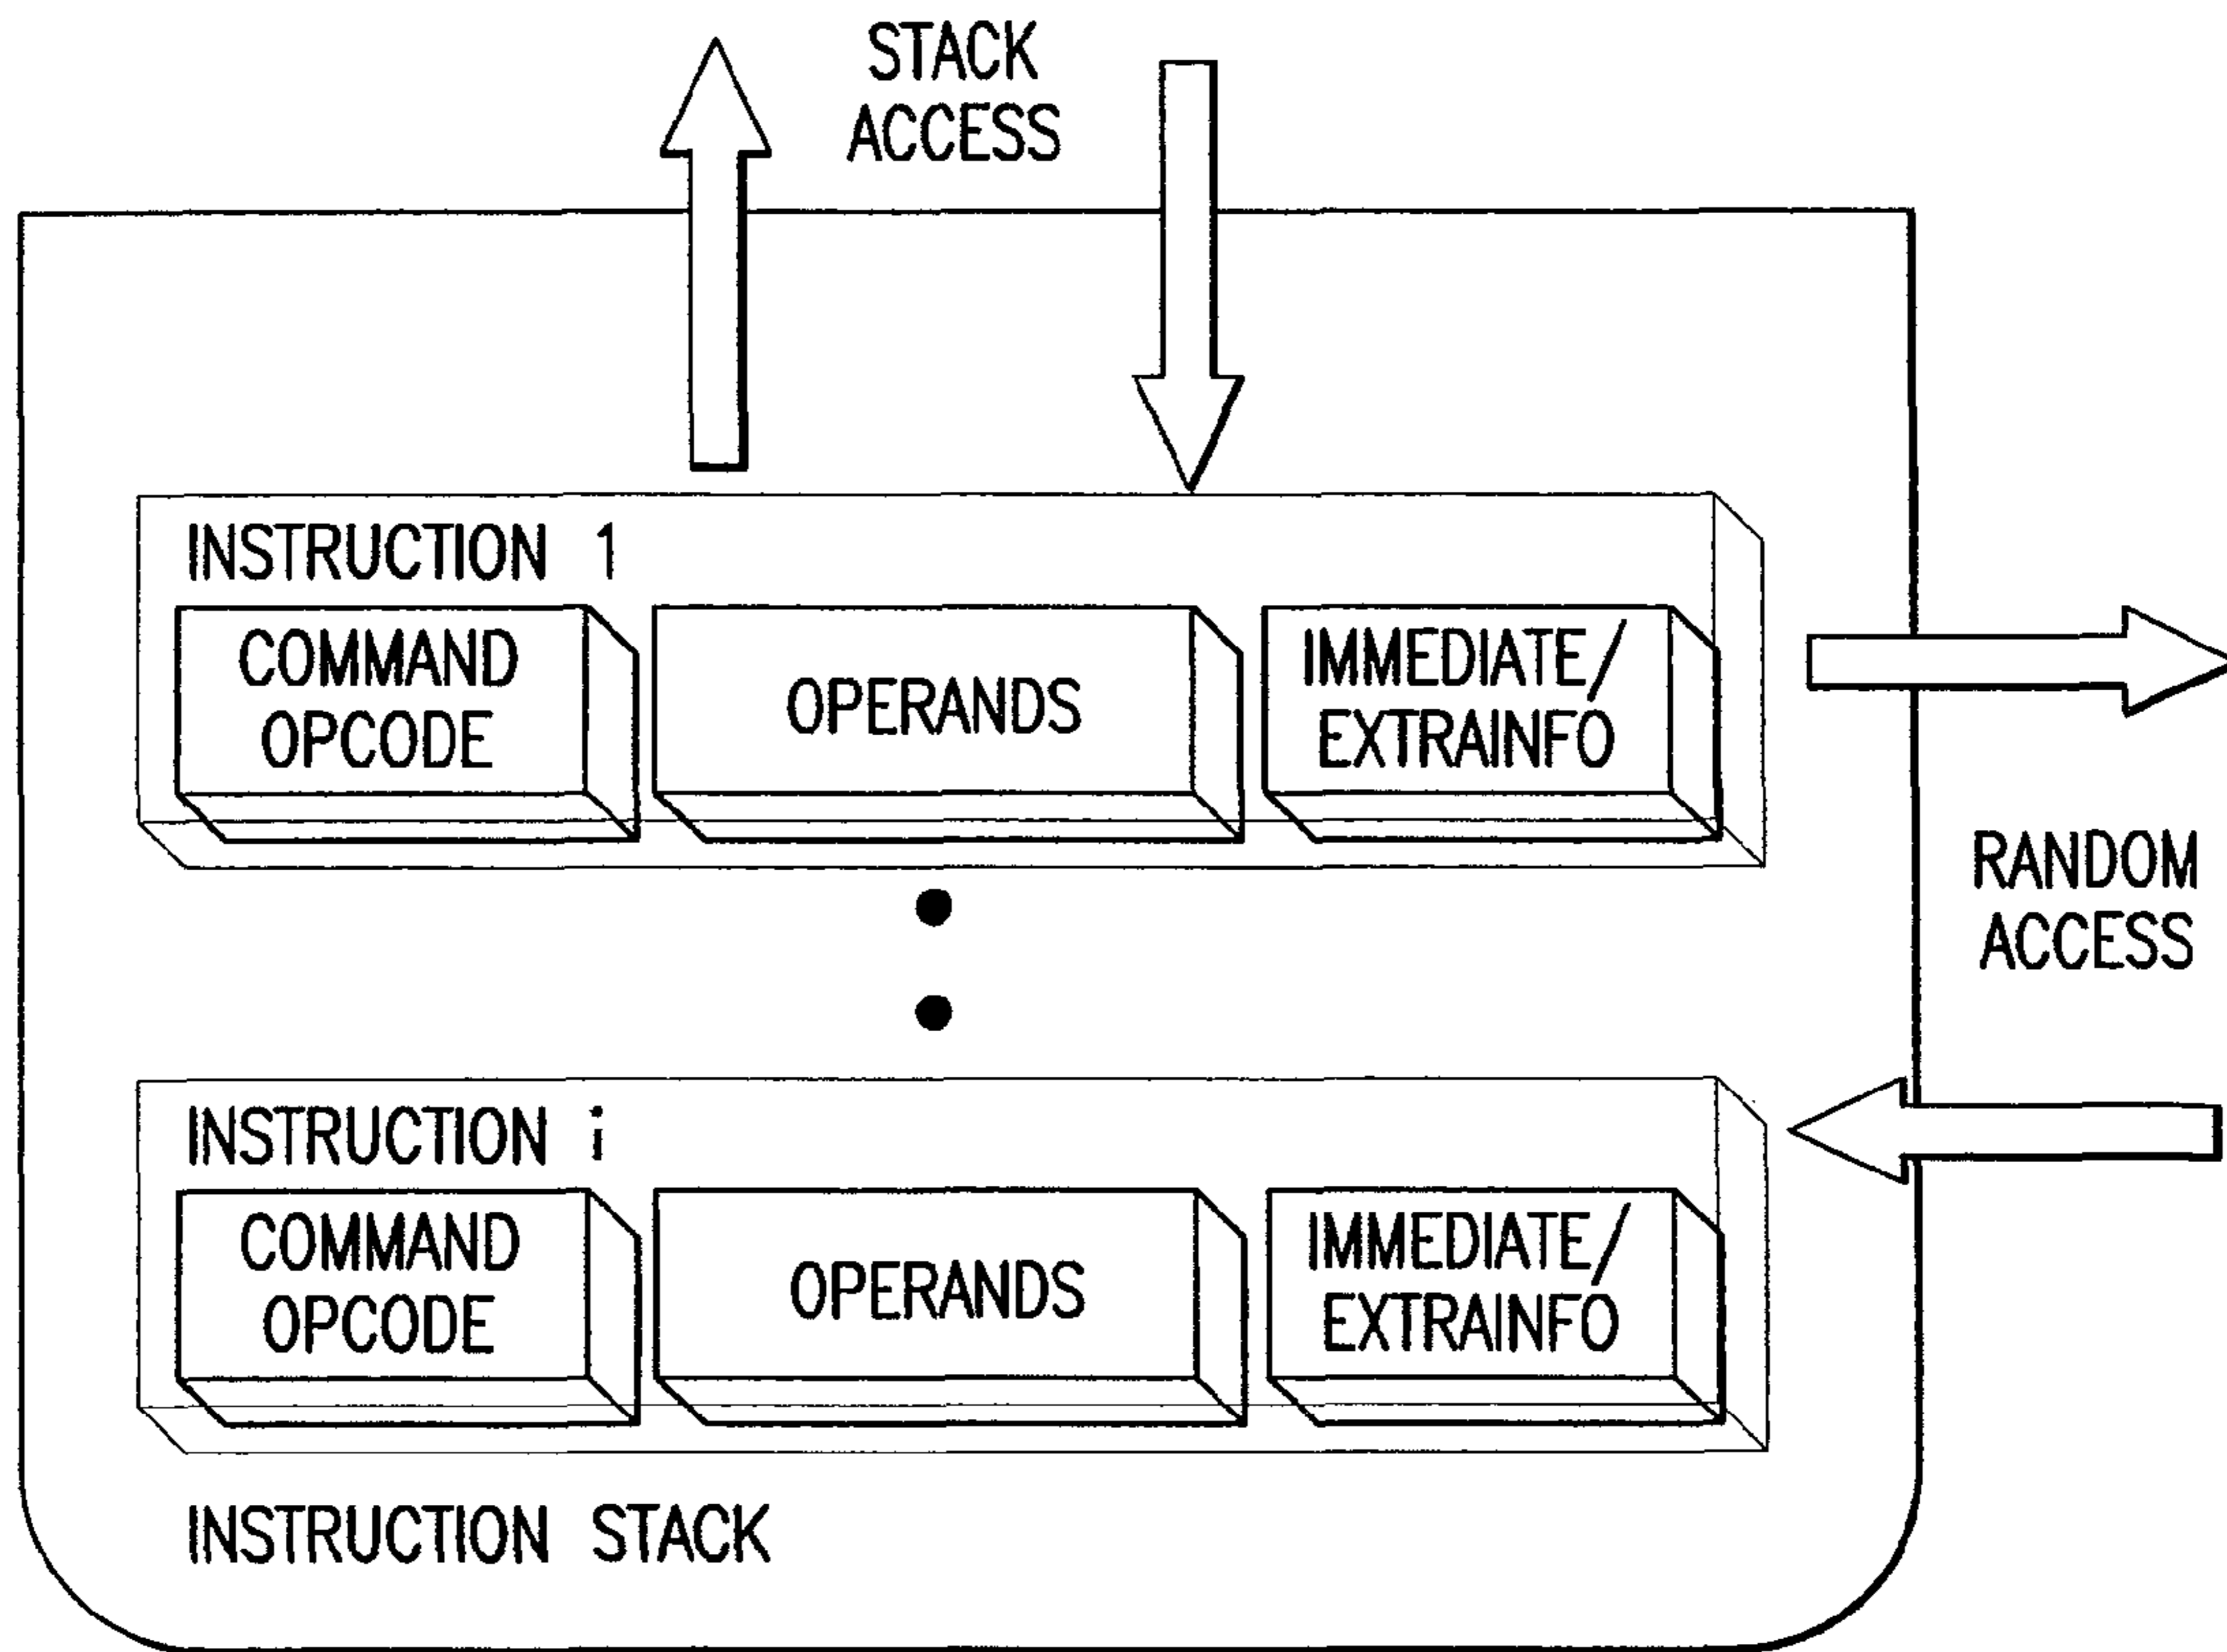 STACK
ACCESS
INSTRUCTION 1
COMMAND
OPCODE
OPERANDS
IMMEDIATE/
EXTRAINFO
RANDOM
ACCESS
INSTRUCTION i
COMMAND
OPCODE
OPERANDS
IMMEDIATE/
EXTRAINFO
INSTRUCTION STACK